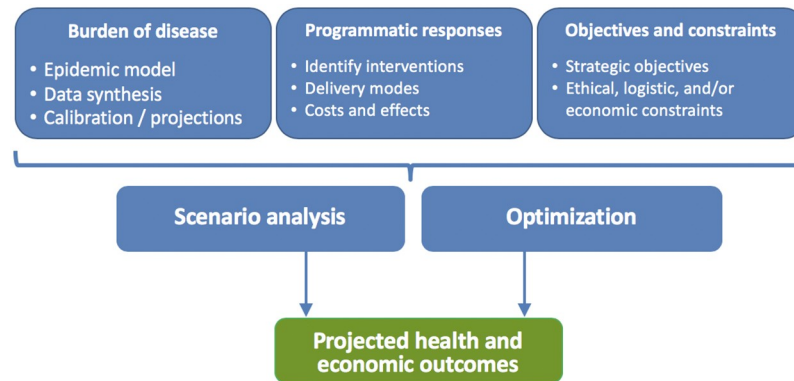 Burden of disease
• Epidemic model
• Data synthesis
• Calibration / projections
Programmatic responses
• Identify interventions
• Delivery modes
• Costs and effects
Objectives and constraints
• Strategic objectives
• Ethical, logistic, and/or
economic constraints
Scenario analysis
Optimization
Projected health and
economic outcomes